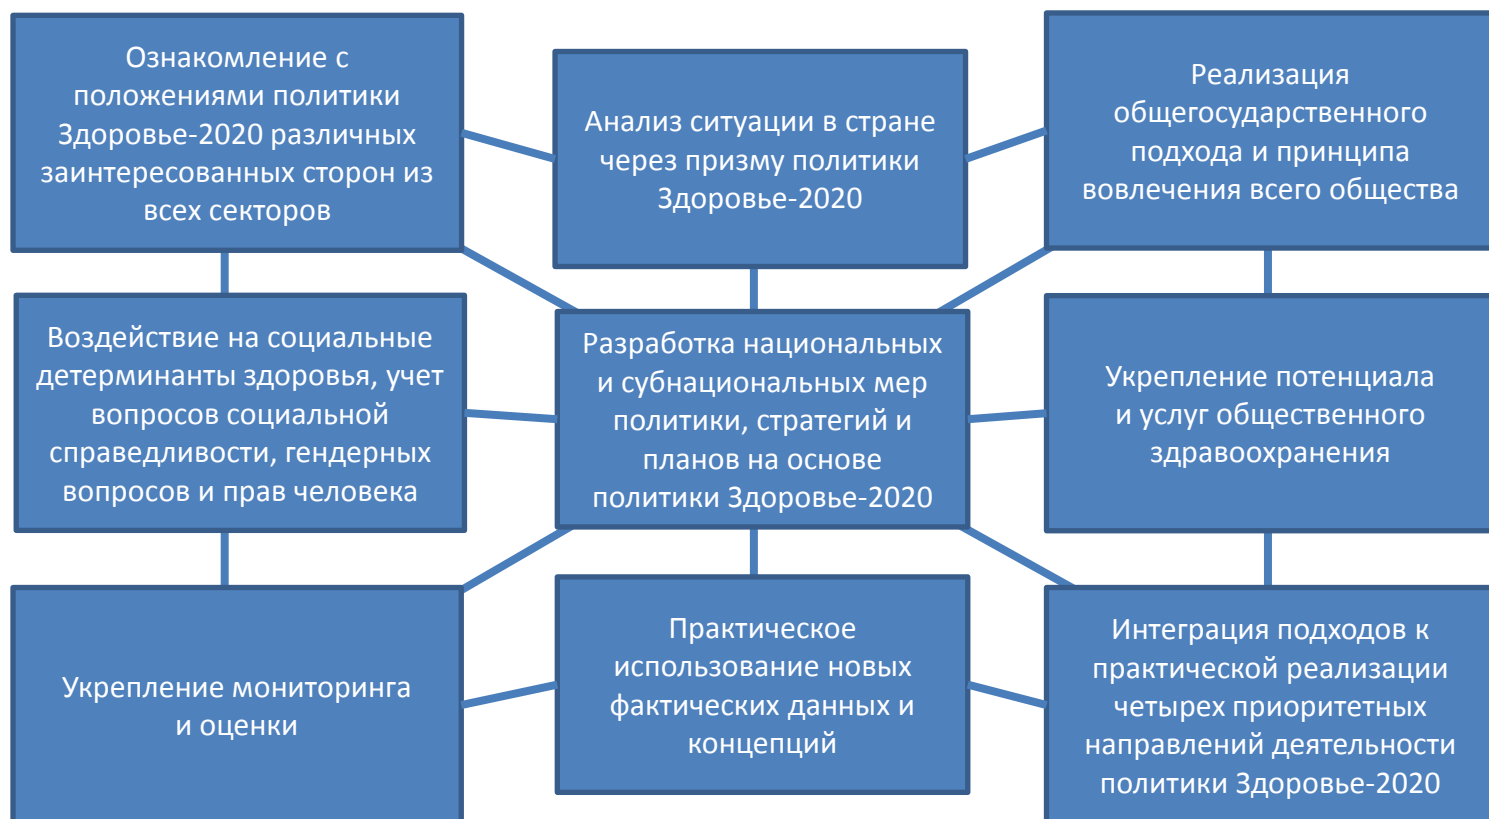 Ознакомление с
положениями политики
Здоровье-2020 различных
заинтересованных сторон из
всех секторов
Анализ ситуации в стране
через призму политики
Здоровье-2020
Реализация
общегосударственного
подхода и принципа
вовлечения всего общества
Воздействие на социальные
детерминанты здоровья, учет
вопросов социальной
справедливости, гендерных
вопросов и прав человека
Разработка национальных
и субнациональных мер
политики, стратегий и
планов на основе
политики Здоровье-2020
Укрепление потенциала
и услуг общественного
здравоохранения
Укрепление мониторинга
и оценки
Практическое
использование новых
фактических данных и
концепций
Интеграция подходов к
практической реализации
четырех приоритетных
направлений деятельности
политики Здоровье-2020